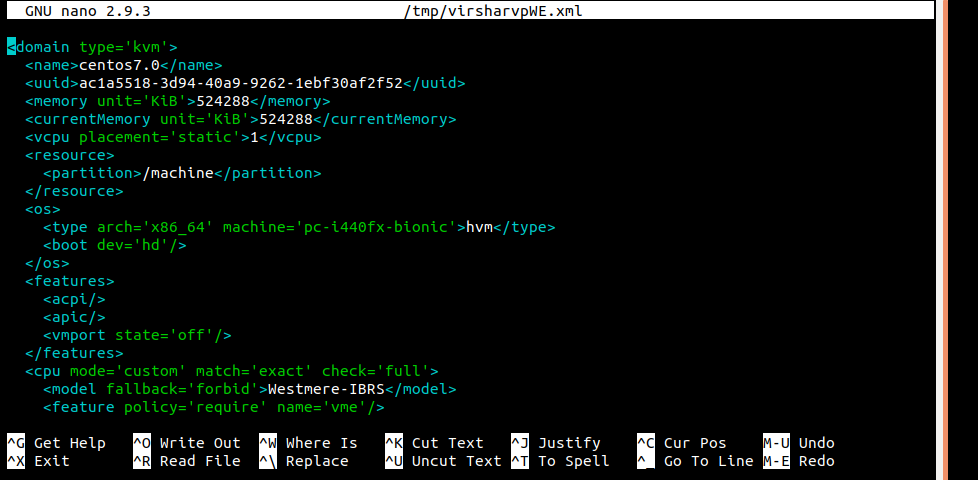 GNU nano 2.9.3 /tmp/virsharvpWE.xml
<domain type='kvm'>
  <name>centos7.0</name>
  <uuid>ac1a5518-3d94-40a9-9262-1ebf30af2f52</uuid>
  <memory unit='KiB'>524288</memory>
  <currentMemory unit='KiB'>524288</currentMemory>
  <vcpu placement='static'>1</vcpu>
  <resource>
    <partition>/machine</partition>
  </resource>
  <os>
    <type arch='x86_64' machine='pc-i440fx-bionic'>hvm</type>
    <boot dev='hd'/>
  </os>
  <features>
    <acpi/>
    <apic/>
    <vmport state='off'/>
  </features>
  <cpu mode='custom' match='exact' check='full'>
    <model fallback='forbid'>Westmere-IBRS</model>
    <feature policy='require' name='vme'/>
^G Get Help ^O Write Out ^W Where Is ^K Cut Text ^J Justify ^C Cur Pos M-U Undo
^X Exit ^R Read File ^\ Replace ^U Uncut Text ^T To Spell ^_ Go To Line M-E Redo